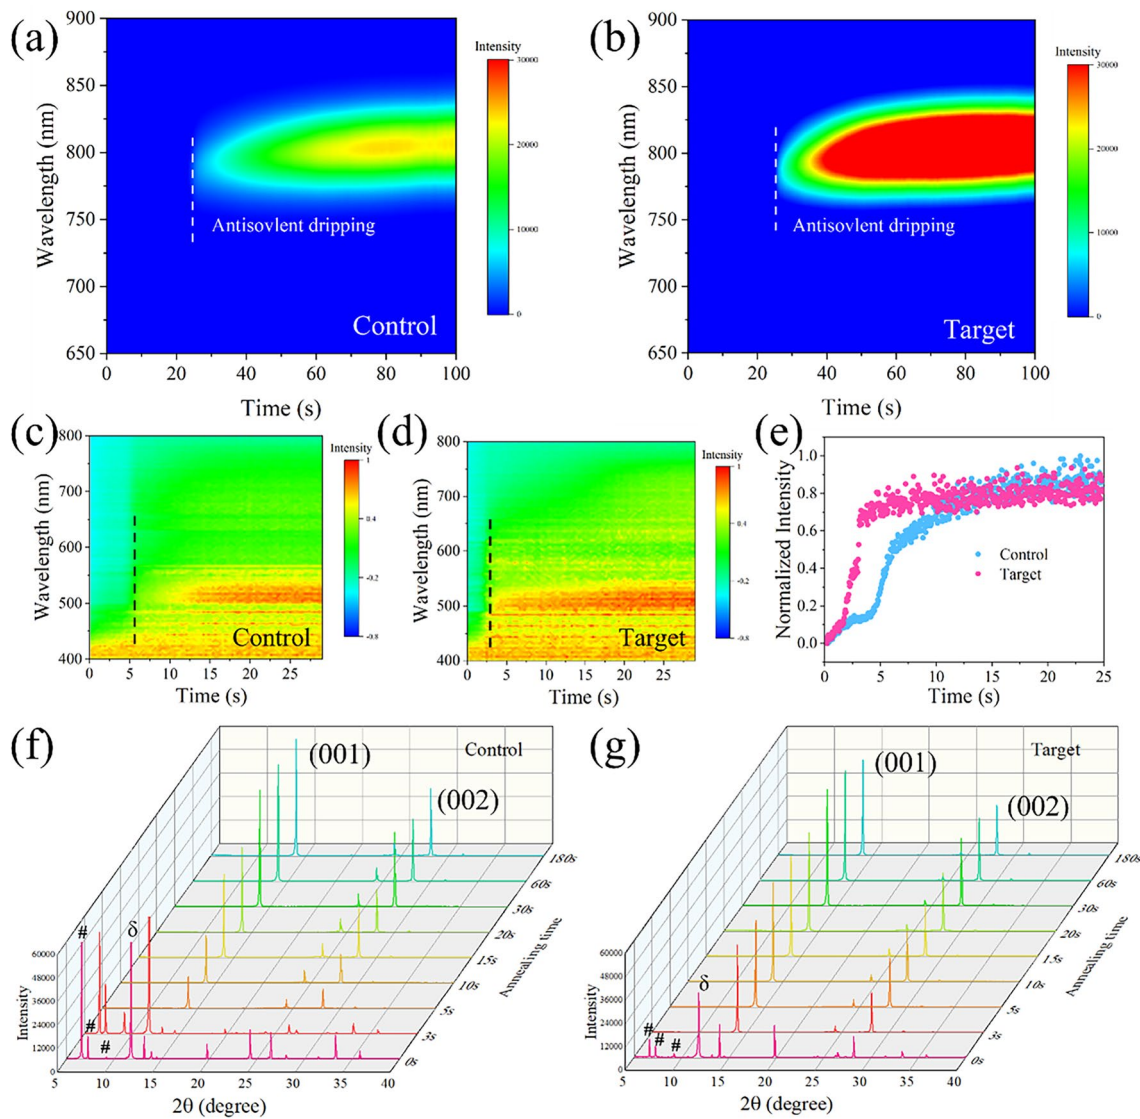 (a)
900
850
800
750
700
650
Wavelength (nm)
Antisovlent dripping
Control
0 20 40 60 80 100
Time (s)
Intensity
30000
20000
10000
0
(b)
900
850
800
750
700
650
Wavelength (nm)
Antisovlent dripping
Target
0 20 40 60 80 100
Time (s)
Intensity
30000
20000
10000
0
(c)
800
700
600
500
400
Wavelength (nm)
Control
0 5 10 15 20 25
Time (s)
Intensity
1
0.4
-0.2
-0.8
(d)
800
700
600
500
400
Wavelength (nm)
Target
0 5 10 15 20 25
Time (s)
Intensity
1
0.4
-0.2
-0.8
(e)
1.0
0.8
0.6
0.4
0.2
0.0
Normalized Intensity
Control
Target
0 5 10 15 20 25
Time (s)
(f)
Control
(001)
(002)
#
δ
#
#
60000
48000
36000
24000
12000
0
Intensity
5 10 15 20 25 30 35 40
2θ (degree)
0s
3s
5s
10s
15s
20s
30s
60s
180s
Annealing time
(g)
Target
(001)
(002)
δ
#
#
#
60000
48000
36000
24000
12000
0
Intensity
5 10 15 20 25 30 35 40
2θ (degree)
0s
3s
5s
10s
15s
20s
30s
60s
180s
Annealing time